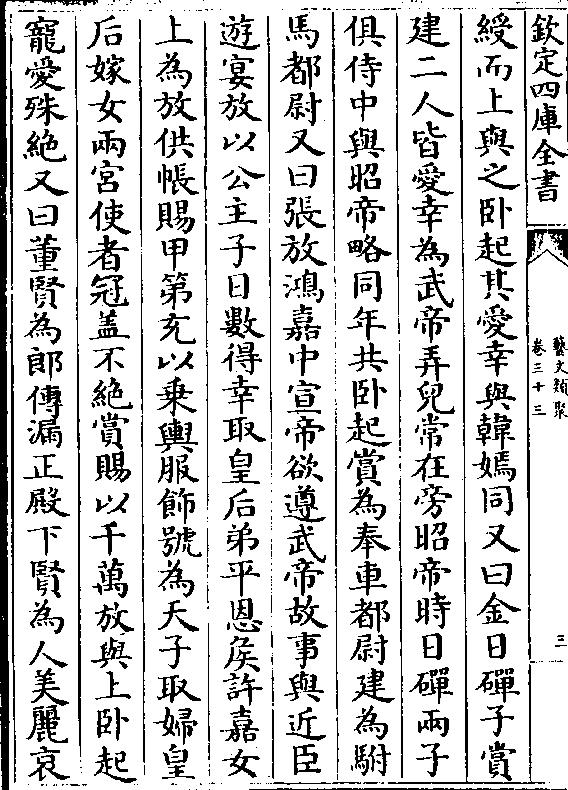 欽定四庫全書
藝文類聚
卷三十三
三
綬而上與之卧起其愛幸與韓嫣同又曰金日磾子賞
建二人皆愛幸為武帝弄兒常在旁昭帝時日磾兩子
俱侍中與昭帝略同年共卧起賞為奉車都尉建為駙
馬都尉又曰張放鴻嘉中宣帝欲遵武帝故事與近臣
遊宴放以公主子日數得幸取皇后弟平恩侯許嘉女
上為放供帳賜甲第充以乗輿服飾號為天子取婦皇
后嫁女兩宮使者冠盖不絶賞賜以千萬放與上卧起
寵愛殊絶又曰董賢為郎傳漏正殿下賢為人美麗哀